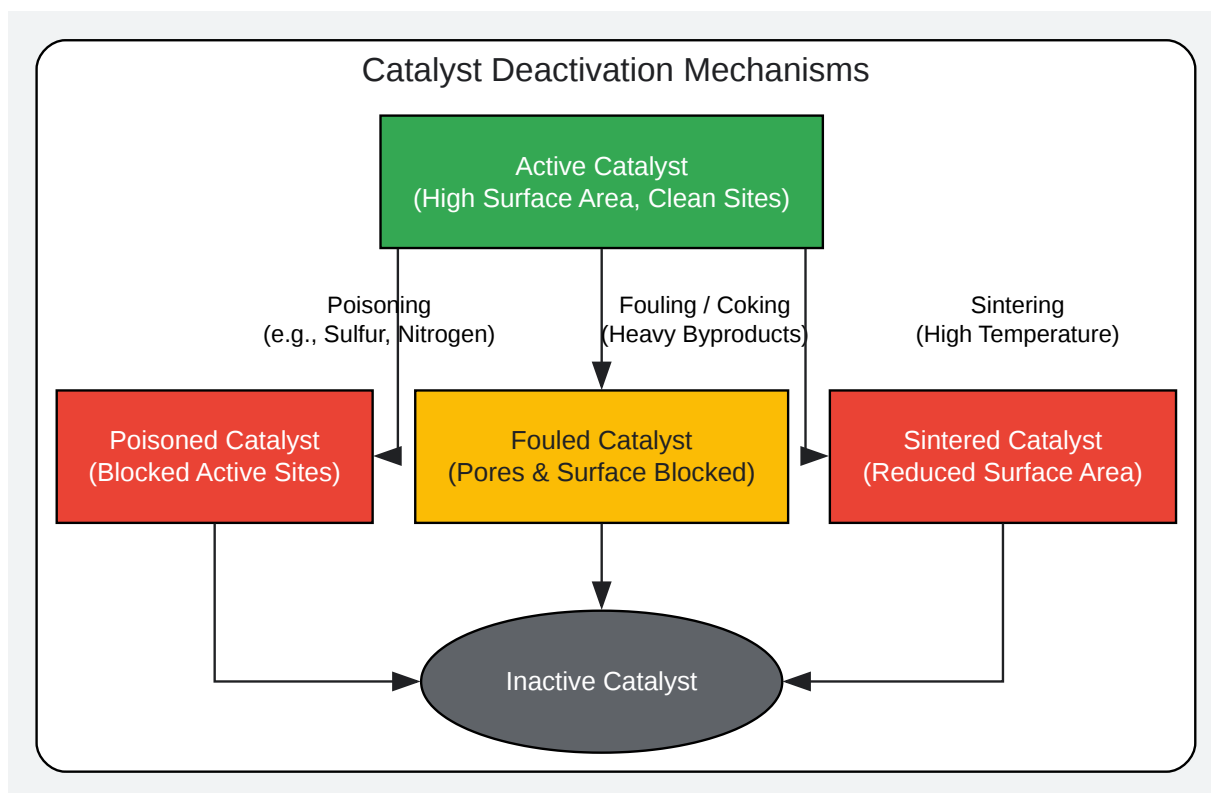 Catalyst Deactivation Mechanisms
Active Catalyst
(High Surface Area, Clean Sites)
Poisoning
(e.g., Sulfur, Nitrogen)
Fouling / Coking
(Heavy Byproducts)
Sintering
(High Temperature)
Poisoned Catalyst
(Blocked Active Sites)
Fouled Catalyst
(Pores & Surface Blocked)
Sintered Catalyst
(Reduced Surface Area)
Inactive Catalyst